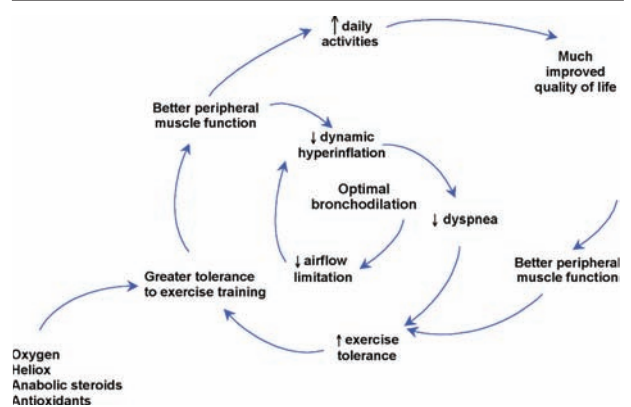 ↑ daily
activities
Much
improved
quality of life
Better peripheral
muscle function
↓ dynamic
hyperinflation
Optimal
bronchodilation
↓ dyspnea
↓ airflow
limitation
Better peripheral
muscle function
Greater tolerance
to exercise training
↑ exercise
tolerance
Oxygen
Heliox
Anabolic steroids
Antioxidants